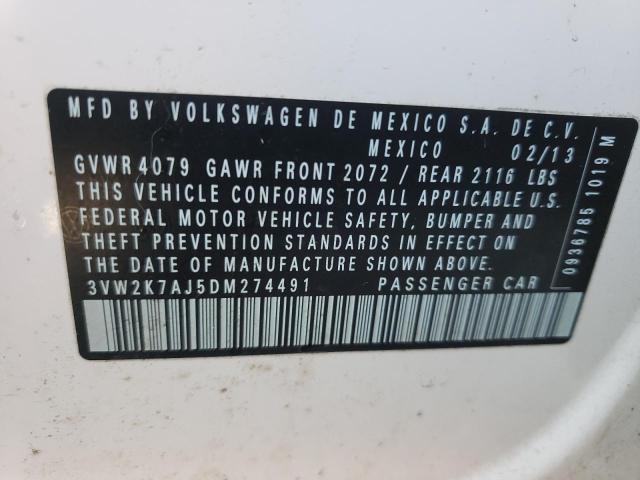 MFD BY VOLKSWAGEN DE MEXICO S.A. DE C.V.
MEXICO 02/13
GVWR 4079 GAWR FRONT 2072 / REAR 2116 LBS
THIS VEHICLE CONFORMS TO ALL APPLICABLE U.S.
FEDERAL MOTOR VEHICLE SAFETY, BUMPER AND
THEFT PREVENTION STANDARDS IN EFFECT ON
THE DATE OF MANUFACTURE SHOWN ABOVE.
3VW2K7AJ5DM274491 PASSENGER CAR
0936785 1019 M